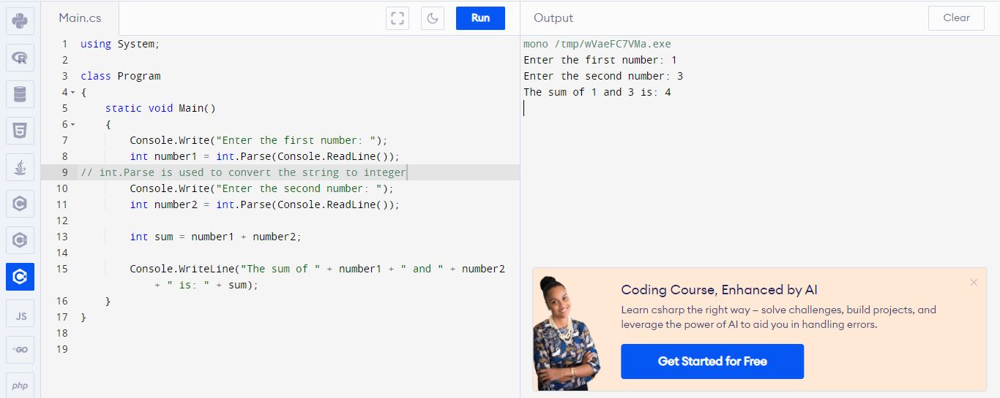 Main.cs
Run
Output
Clear
1 using System;
2
3 class Program
4 {
5     static void Main()
6     {
7         Console.Write("Enter the first number: ");
8         int number1 = int.Parse(Console.ReadLine());
9 // int.Parse is used to convert the string to integer
10         Console.Write("Enter the second number: ");
11         int number2 = int.Parse(Console.ReadLine());
12
13         int sum = number1 + number2;
14
15         Console.WriteLine("The sum of " + number1 + " and " + number2
            + " is: " + sum);
16     }
17 }
18
19
mono /tmp/wVaeFC7VMa.exe
Enter the first number: 1
Enter the second number: 3
The sum of 1 and 3 is: 4
R
5
C
C
C
JS
GO
php
Coding Course, Enhanced by AI
Learn csharp the right way – solve challenges, build projects, and
leverage the power of AI to aid you in handling errors.
Get Started for Free